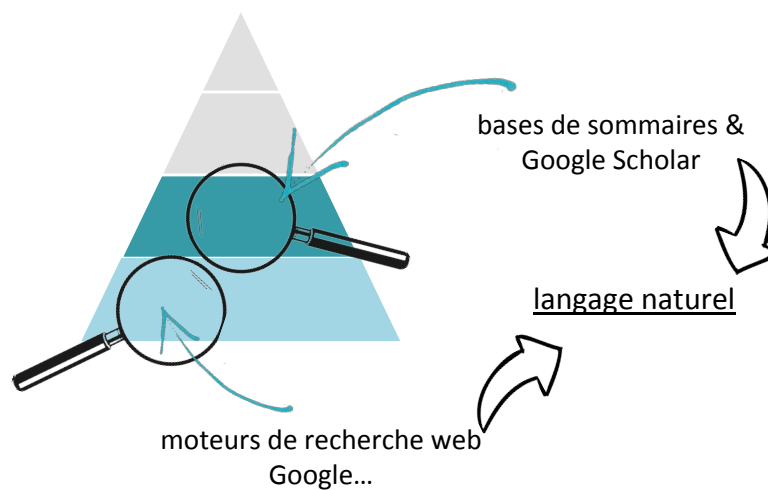 bases de sommaires &
Google Scholar
langage naturel
moteurs de recherche web
Google…